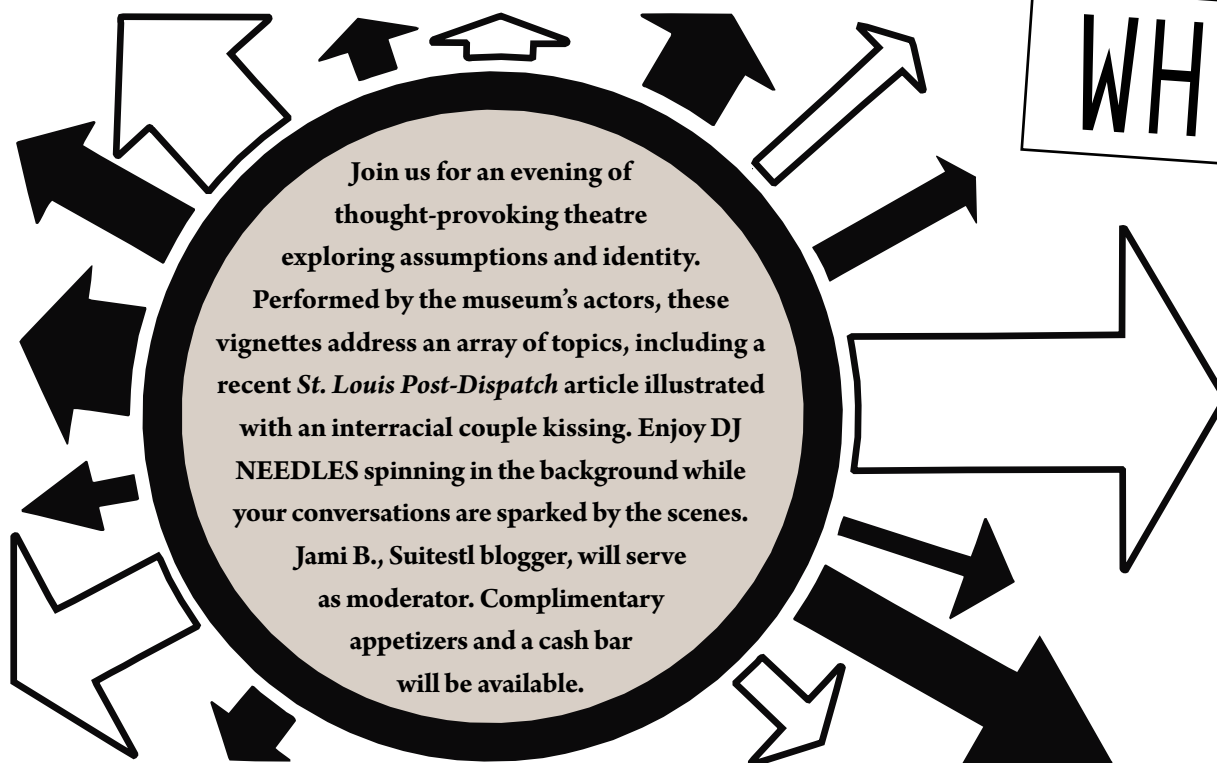 WH
Join us for an evening of
thought-provoking theatre
exploring assumptions and identity.
Performed by the museum’s actors, these
vignettes address an array of topics, including a
recent St. Louis Post-Dispatch article illustrated
with an interracial couple kissing. Enjoy DJ
NEEDLES spinning in the background while
your conversations are sparked by the scenes.
Jami B., Suitestl blogger, will serve
as moderator. Complimentary
appetizers and a cash bar
will be available.